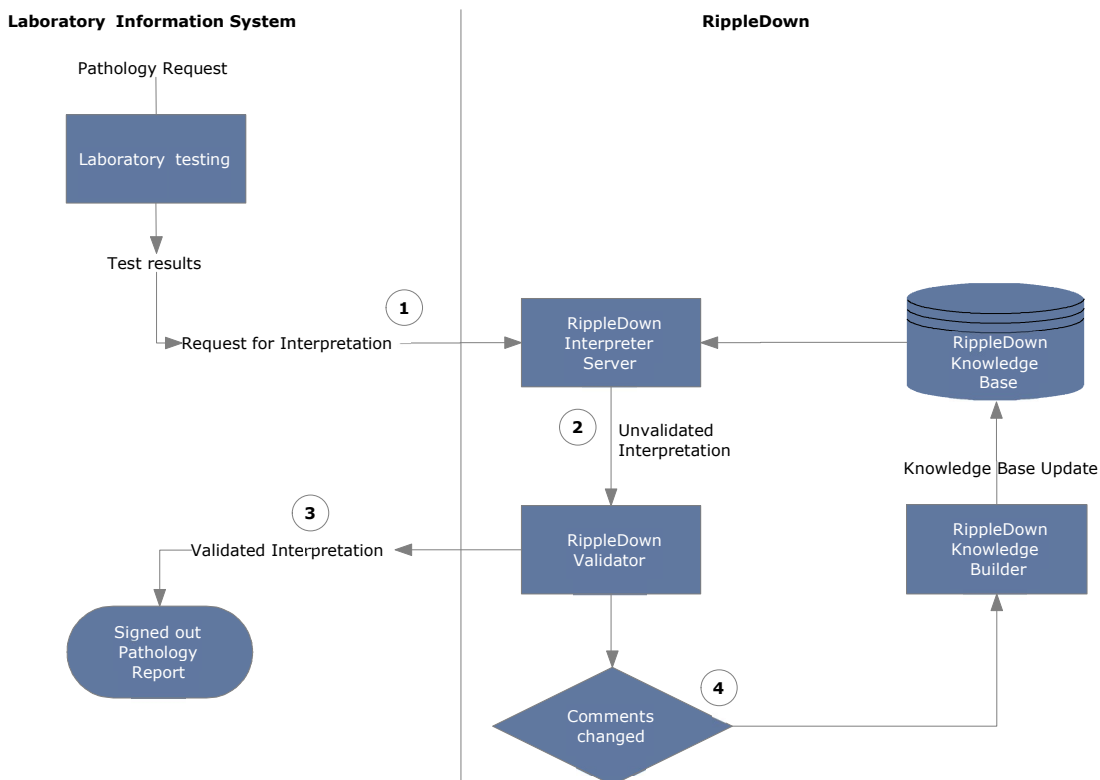 Laboratory Information System
RippleDown
Pathology Request
Laboratory testing
Test results
1
Request for Interpretation
RippleDown
Interpreter
Server
RippleDown
Knowledge
Base
2
Unvalidated
Interpretation
Knowledge Base Update
3
Validated Interpretation
RippleDown
Validator
RippleDown
Knowledge
Builder
Signed out
Pathology
Report
4
Comments
changed